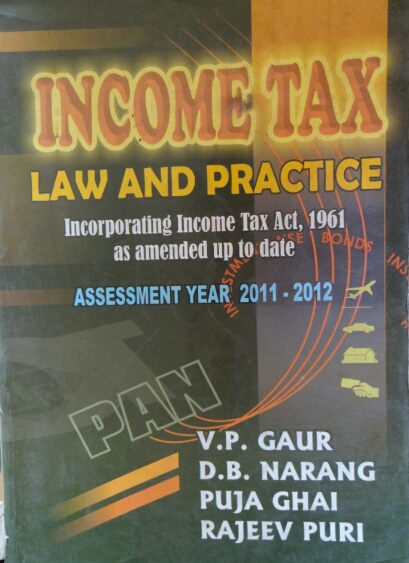 INCOME TAX
LAW AND PRACTICE
Incorporating Income Tax Act, 1961
as amended up to date
BONDS
ASSESSMENT YEAR 2011 - 2012
PAN
V.P. GAUR
D.B. NARANG
PUJA GHAI
RAJEEV PURI